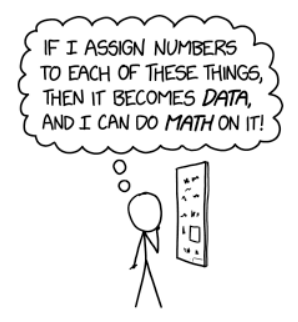 IF I ASSIGN NUMBERS
TO EACH OF THESE THINGS,
THEN IT BECOMES DATA,
AND I CAN DO MATH ON IT!